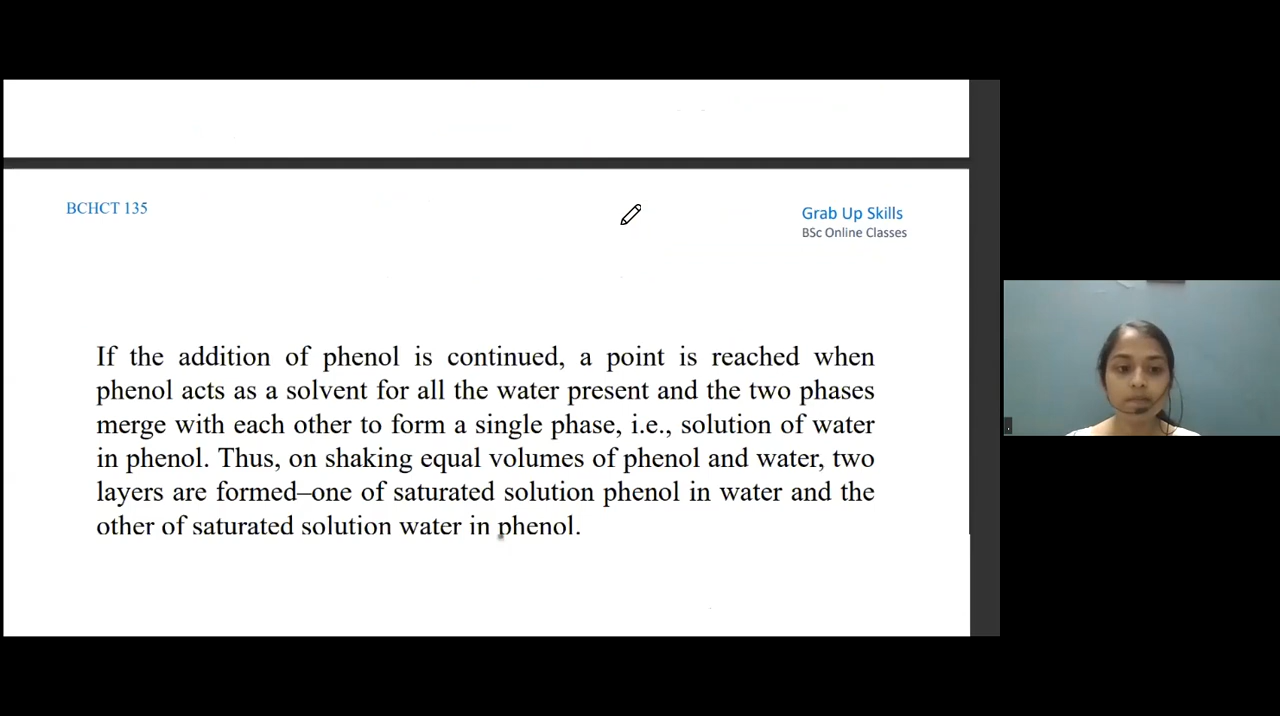 BCHCT 135
Grab Up Skills
BSc Online Classes
If the addition of phenol is continued, a point is reached when
phenol acts as a solvent for all the water present and the two phases
merge with each other to form a single phase, i.e., solution of water
in phenol. Thus, on shaking equal volumes of phenol and water, two
layers are formed–one of saturated solution phenol in water and the
other of saturated solution water in phenol.